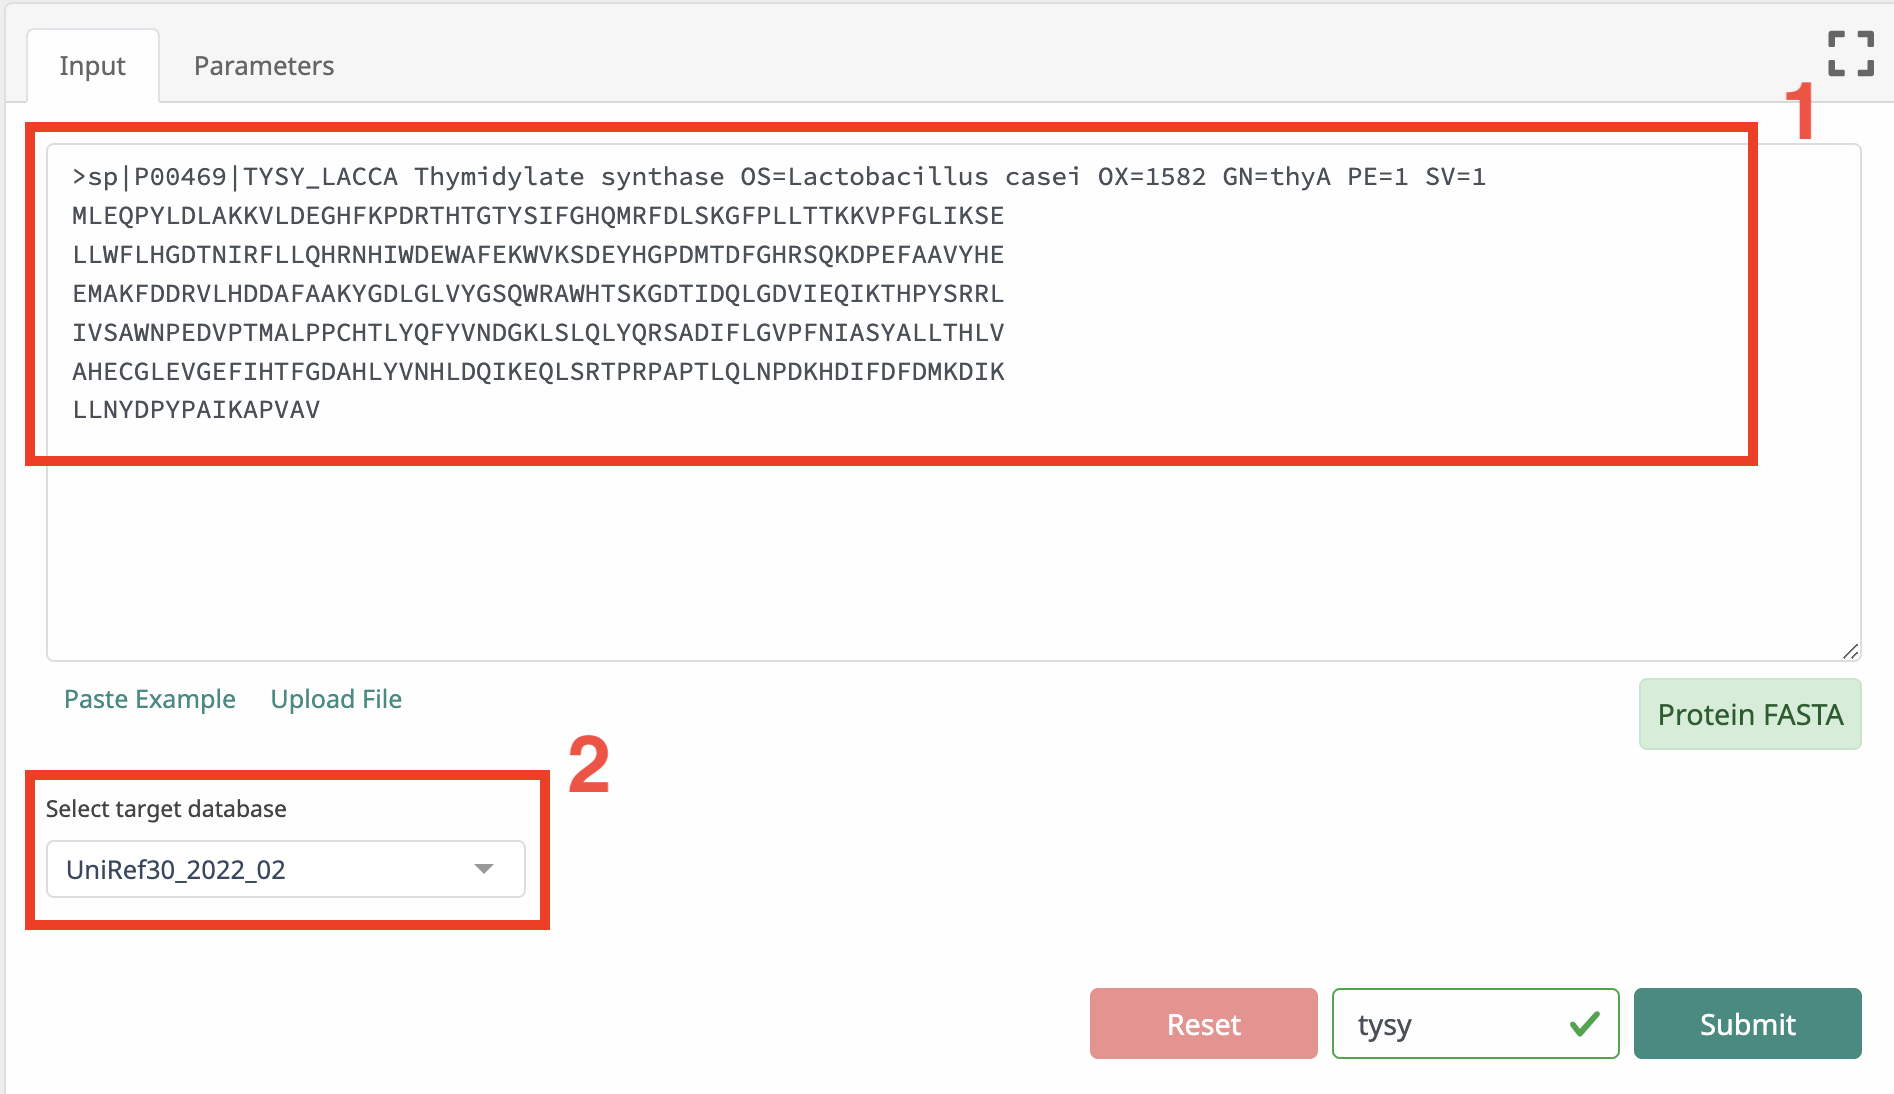 Input
Parameters
1
>sp|P00469|TYSY_LACCA Thymidylate synthase OS=Lactobacillus casei OX=1582 GN=thyA PE=1 SV=1
MLEQPYLDLAKKVLDEGHFKPDRTHTGTYSIFGHQMRFDLSKGFPLLTTKKVPFGLIKSE
LLWFLHGDTNIRFLLQHRNHIWDEWAFEKWVKSDEYHGPDMTDFGHRSQKDPEFAAVYHE
EMAKFDDRVLHDDAFAAKYGDLGLVYGSQWRAWHTSKGDTIDQLGDVIEQIKTHPYSRRL
IVSAWNPEDVPTMALPPCHTLYQFYVNDGKLSLQLYQRSADIFLGVPFNIASYALLTHLV
AHECGLEVGEFIHTFGDAHLYVNHLDQIKEQLSRTPRPAPTLQLNPDKHDIFDFDMKDIK
LLNYDPYPAIKAPVAV
Paste Example
Upload File
Protein FASTA
2
Select target database
UniRef30_2022_02
Reset
tysy
Submit